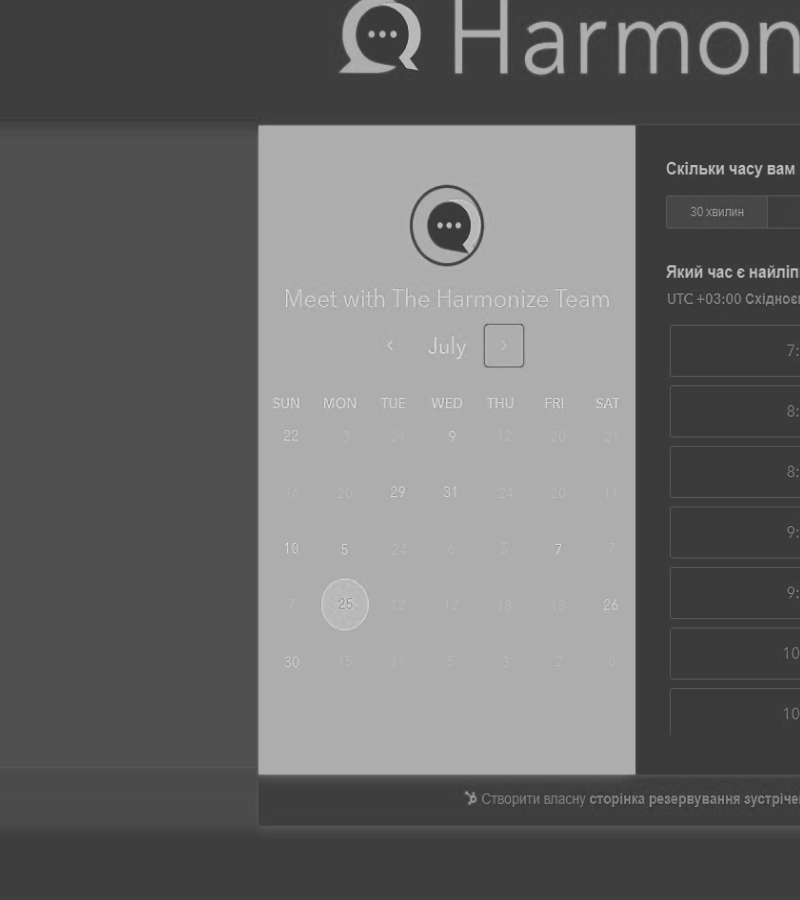 Harmon
Meet with The Harmonize Team
July
SUN MON TUE WED THU FRI SAT
22 3 21 9 12 20 21
16 20 29 31 24 20 11
10 5 24 6 5 7 7
7 25 12 12 18 18 26
30 15 11 5 3 2 8
Скільки часу вам
30 хвилин
Який час є найліп
UTC +03:00 Східноє
7:
8:
8:
9:
9:
10
10
Створити власну сторінка резервування зустріче